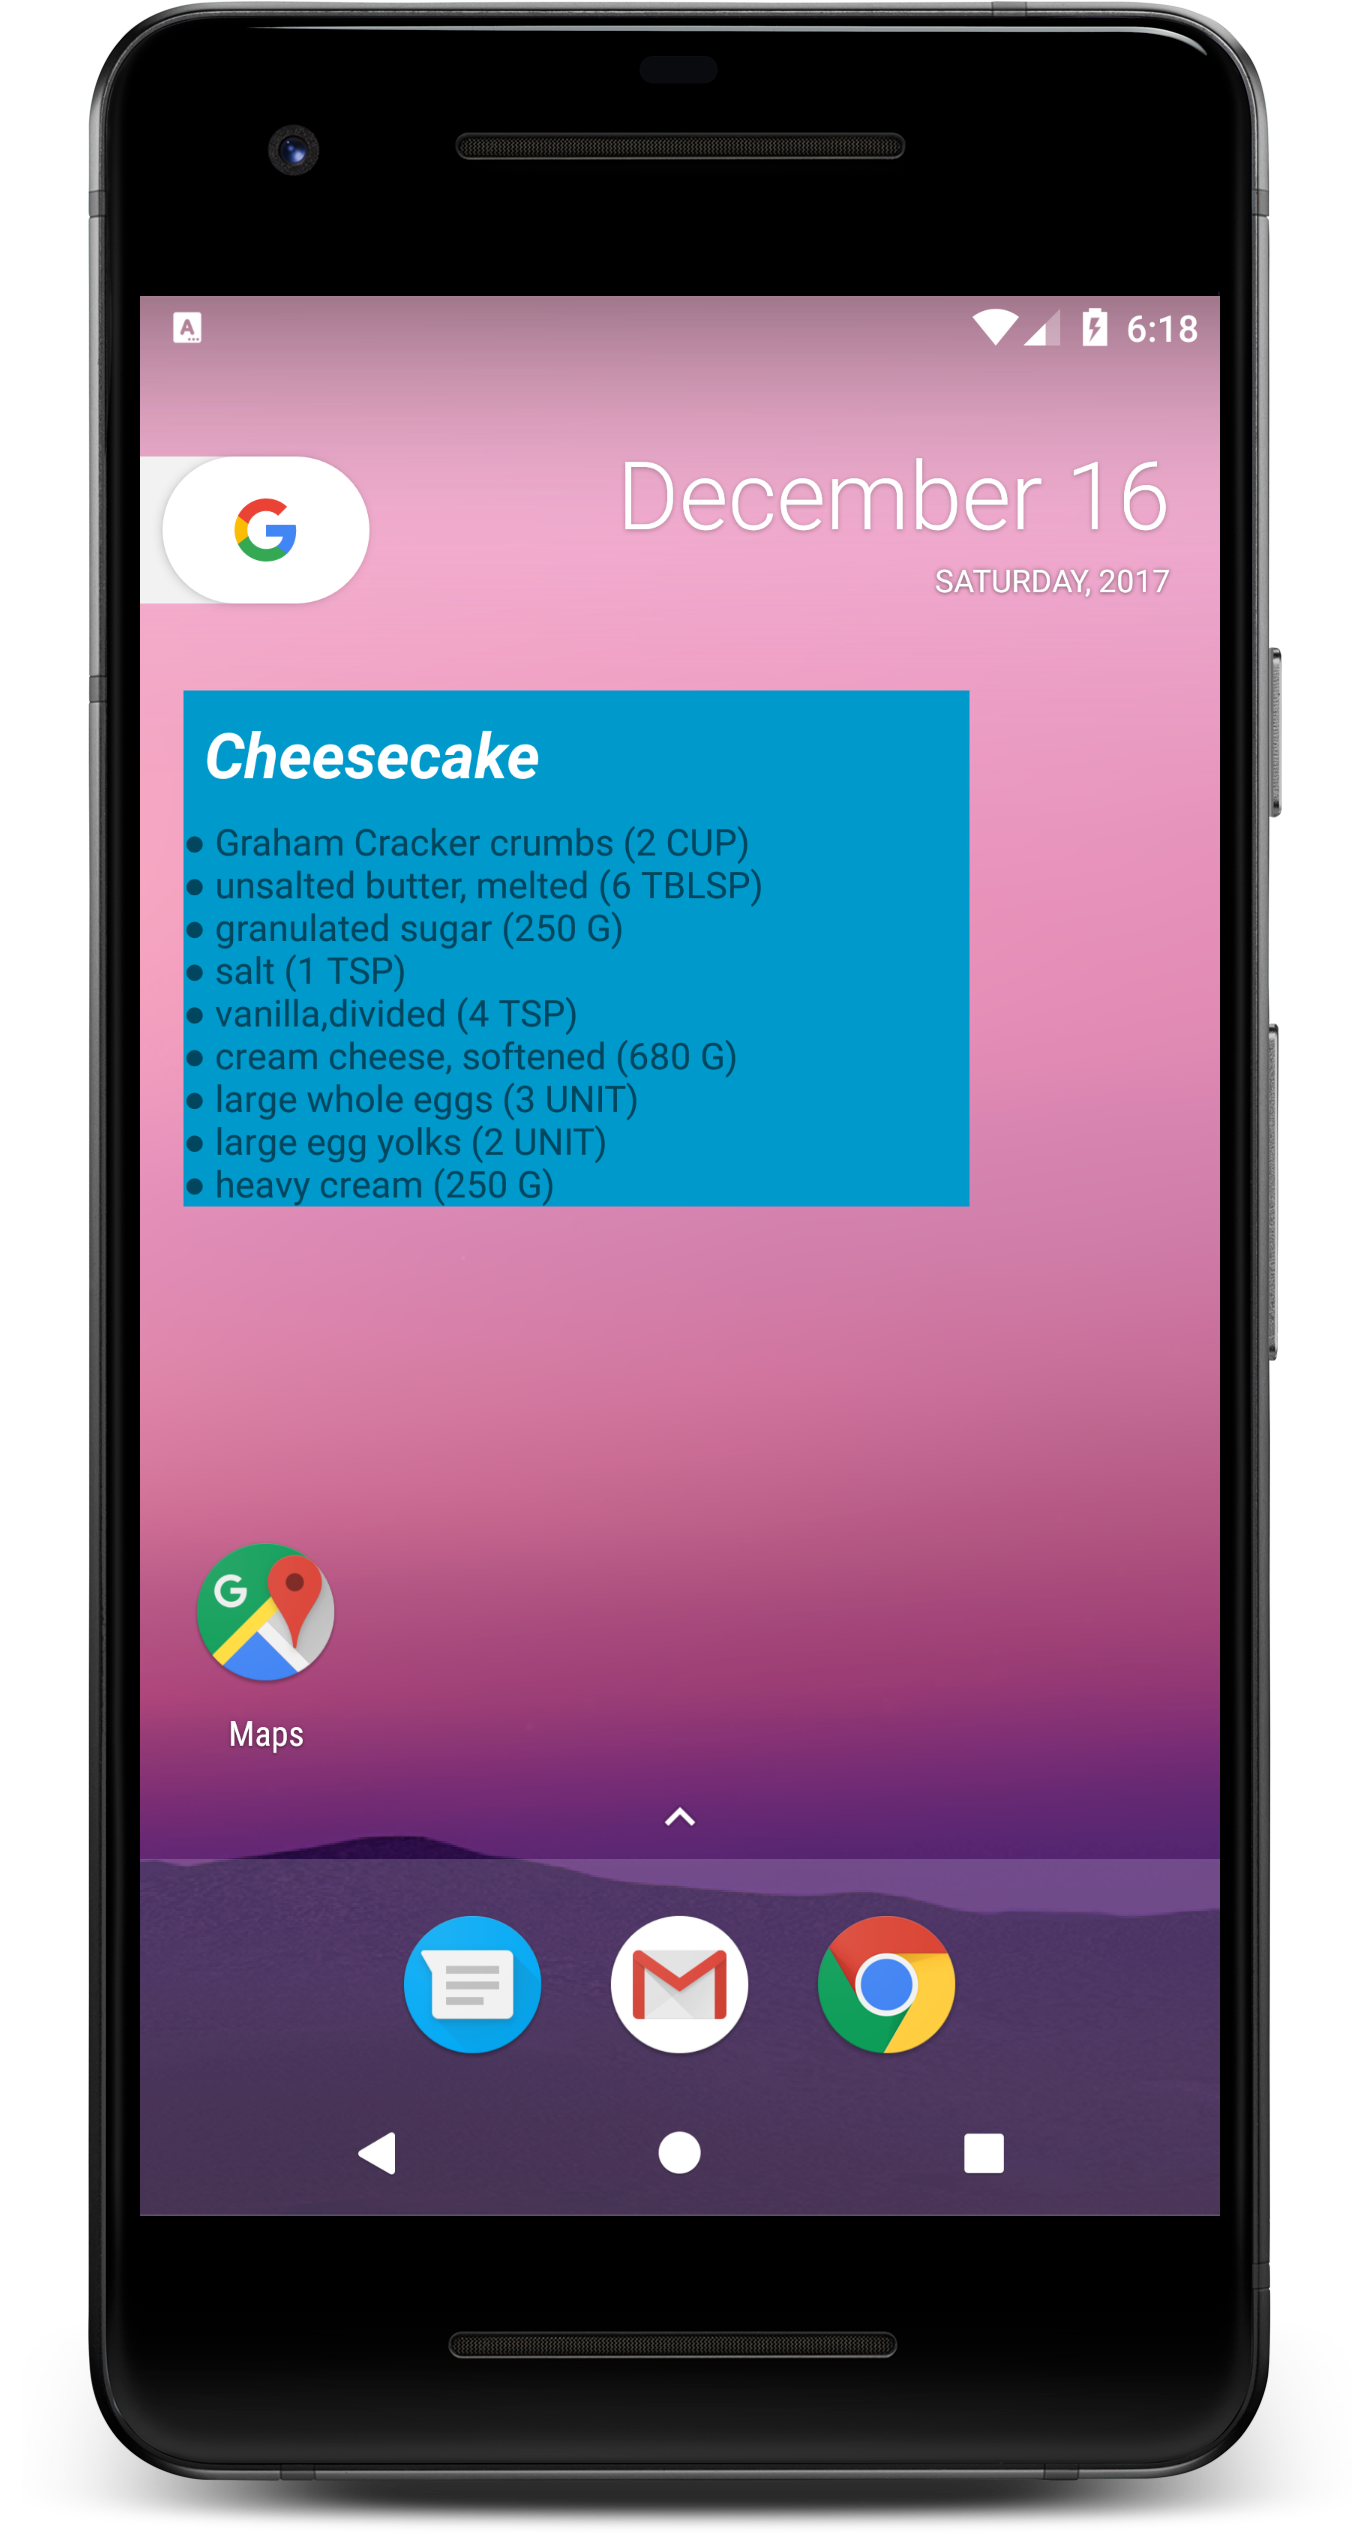 A
6:18
G
December 16
SATURDAY, 2017
Cheesecake
• Graham Cracker crumbs (2 CUP)
• unsalted butter, melted (6 TBLSP)
• granulated sugar (250 G)
• salt (1 TSP)
• vanilla,divided (4 TSP)
• cream cheese, softened (680 G)
• large whole eggs (3 UNIT)
• large egg yolks (2 UNIT)
• heavy cream (250 G)
G
Maps